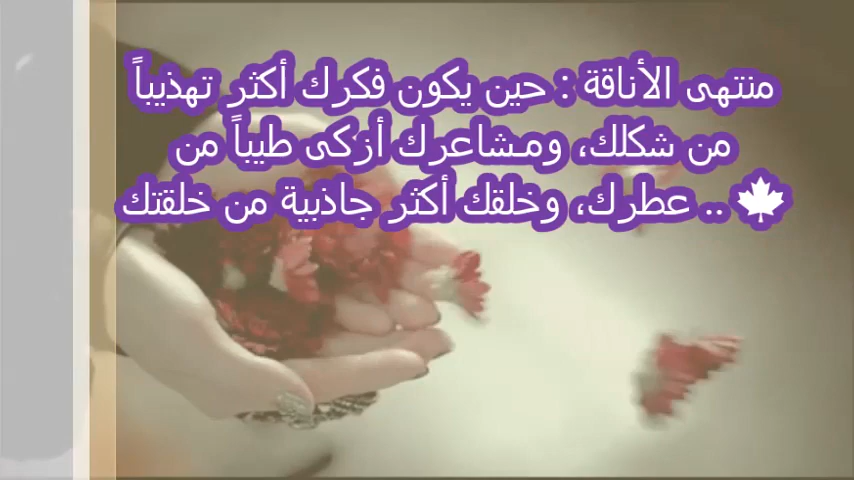 منتهى الأناقة : حين يكون فكرك أكثر تهذيباً
من شكلك، ومشاعرك أزكى طيباً من
🍁 .. عطرك، وخلقك أكثر جاذبية من خلقتك